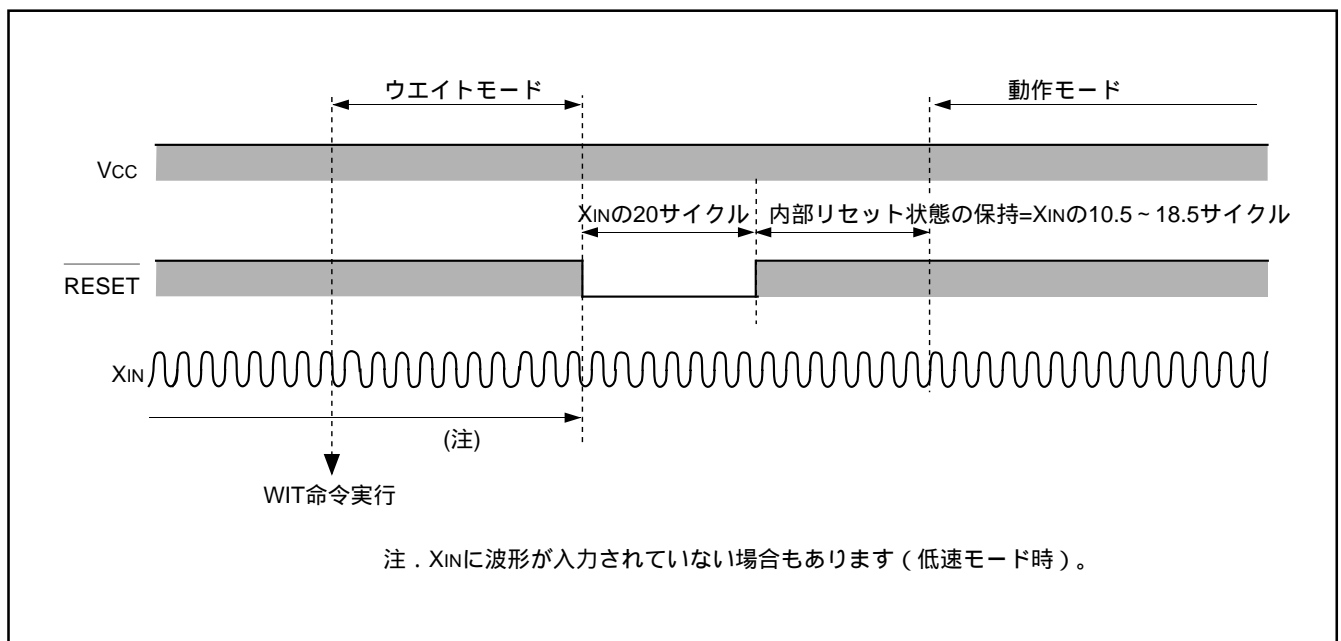 ウエイトモード
動作モード
VCC
XINの20サイクル
内部リセット状態の保持=XINの10.5～18.5サイクル
RESET
XIN
(注)
WIT命令実行
注．XINに波形が入力されていない場合もあります（低速モード時）。